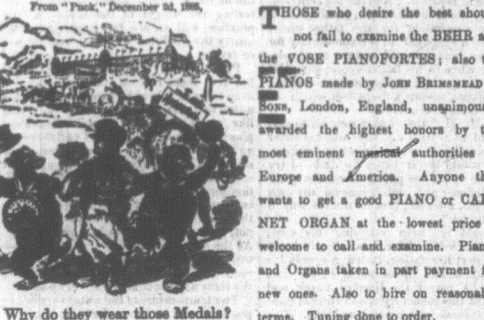 From "Puck," December 2d, 1885,
Why do they wear those Medals?
THOSE who desire the best shou
not fail to examine the BEHR a
the VOSE PIANOFORTES; also t
PIANOS made by JOHN BRINSMEAD
SONS, London, England, unanimous
awarded the highest honors by t
most eminent musical authorities
Europe and America. Anyone th
wants to get a good PIANO or CAB
NET ORGAN at the lowest price
welcome to call and examine. Pian
and Organs taken in part payment f
new ones. Also to hire on reasonab
terms. Tuning done to order.